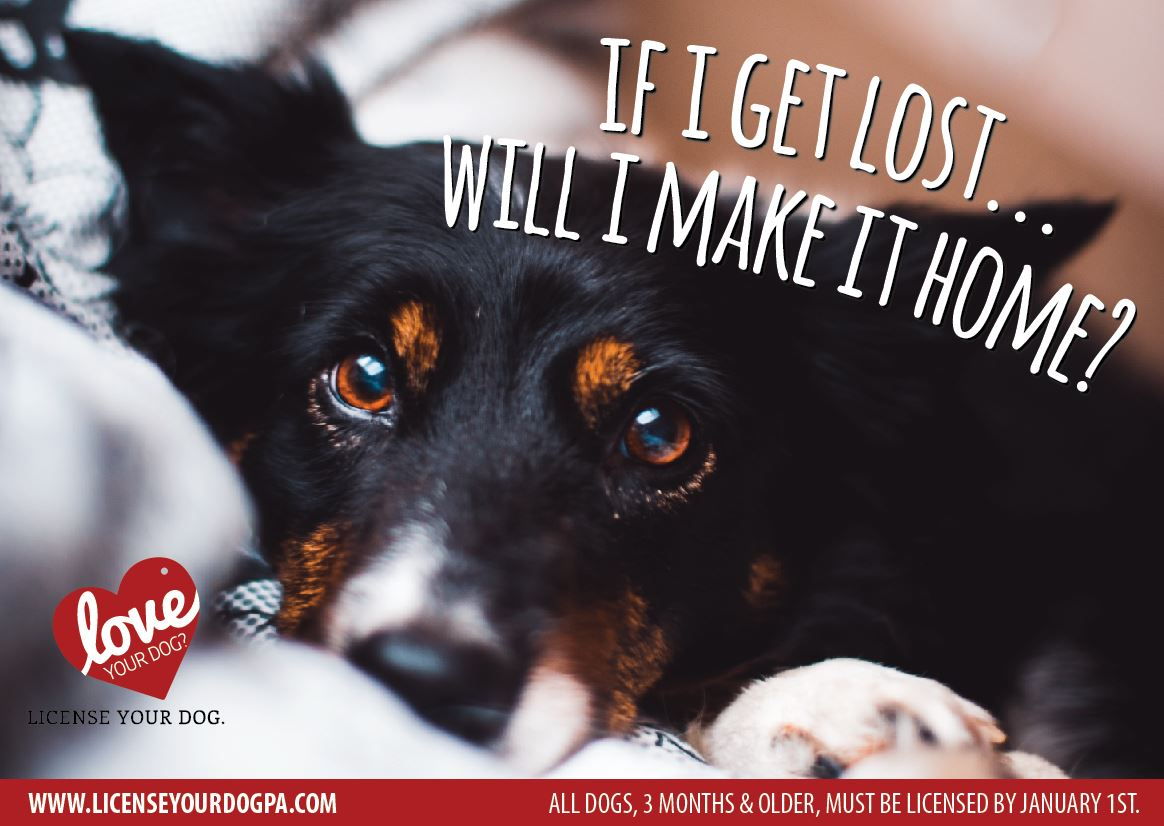 IF I GET LOST...
WILL I MAKE IT HOME?
love
YOUR DOG?
LICENSE YOUR DOG.
WWW.LICENSEYOURDOGPA.COM
ALL DOGS, 3 MONTHS & OLDER, MUST BE LICENSED BY JANUARY 1ST.